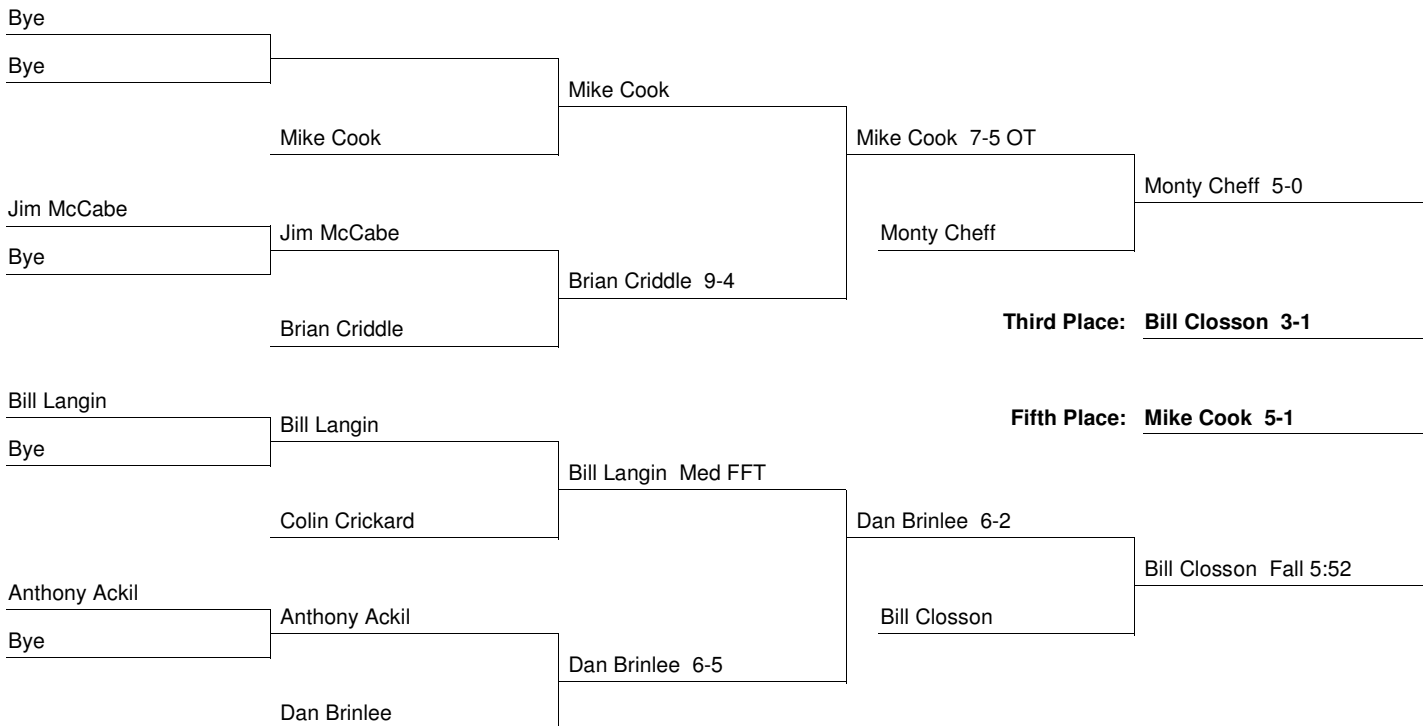 Bye
Bye
Mike Cook
Mike Cook
Mike Cook 7-5 OT
Monty Cheff 5-0
Jim McCabe
Jim McCabe
Monty Cheff
Bye
Brian Criddle 9-4
Brian Criddle
Third Place: Bill Closson 3-1
Bill Langin
Bill Langin
Fifth Place: Mike Cook 5-1
Bye
Bill Langin Med FFT
Colin Crickard
Dan Brinlee 6-2
Bill Closson Fall 5:52
Anthony Ackil
Anthony Ackil
Bill Closson
Bye
Dan Brinlee 6-5
Dan Brinlee